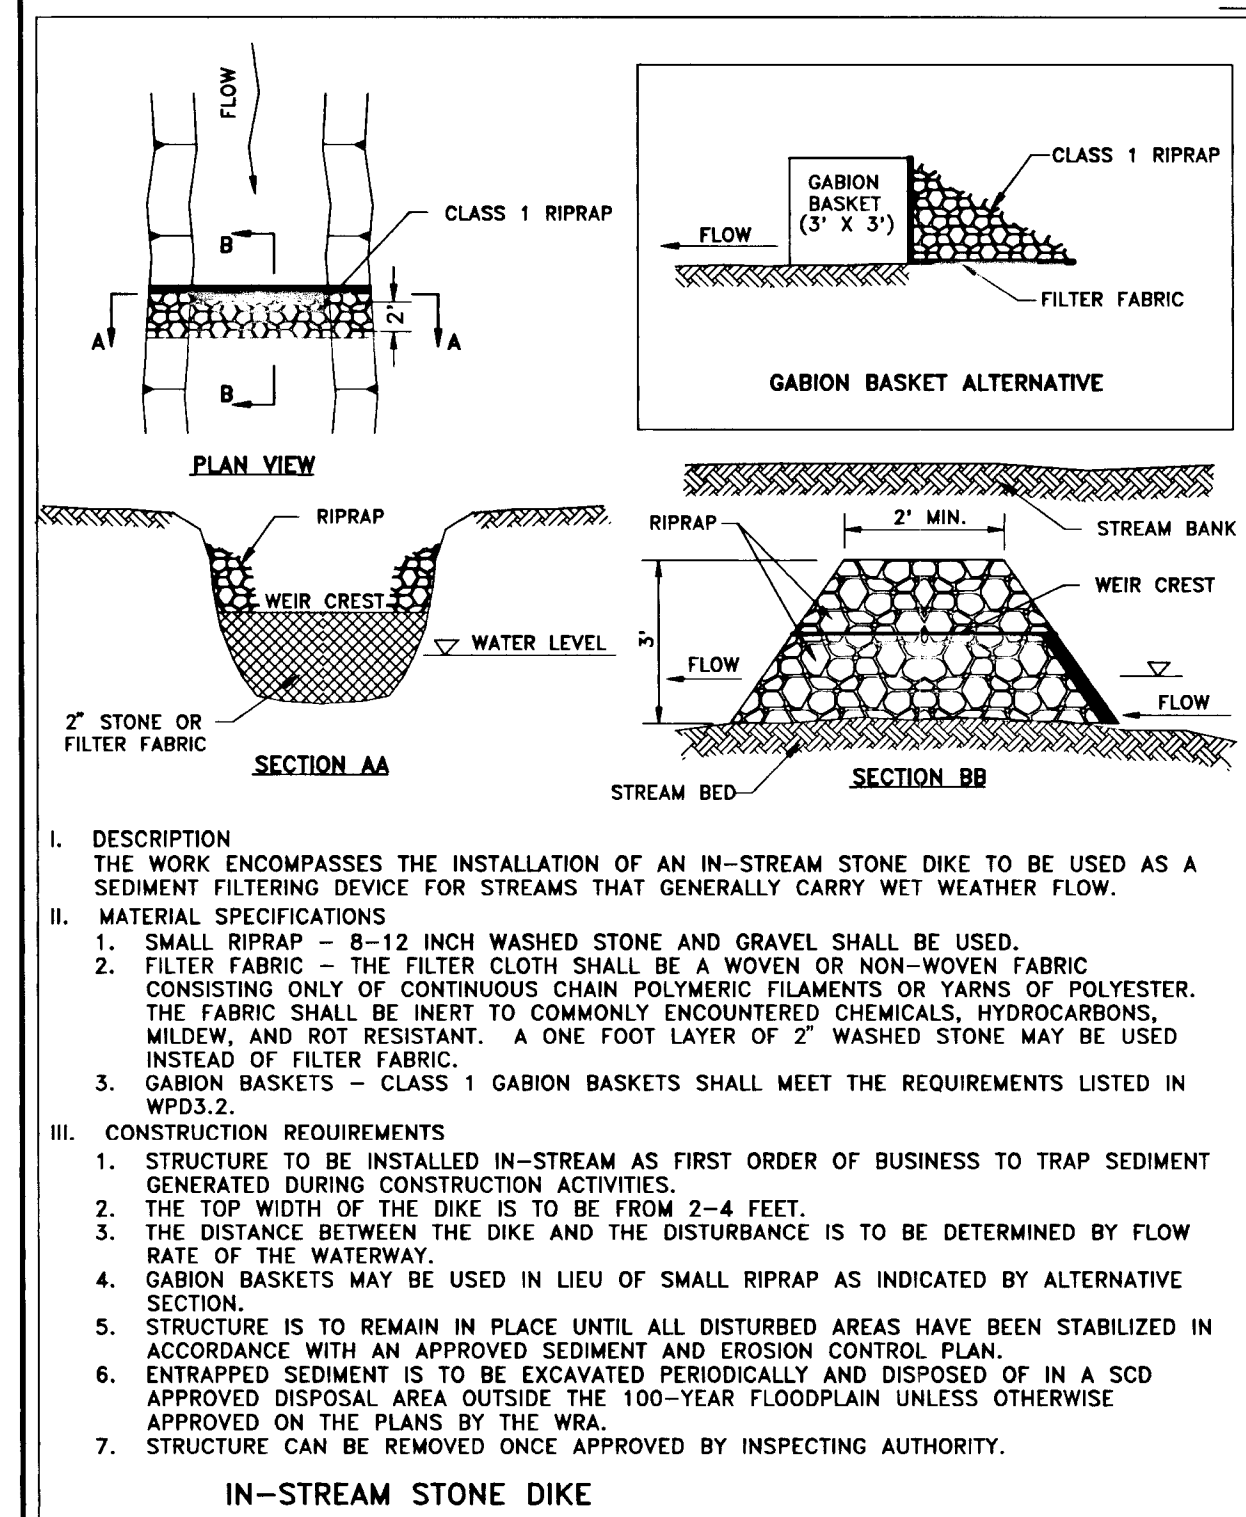 FLOW
CLASS 1 RIPRAP
B
2'
A
A
B
PLAN VIEW
GABION
BASKET
(3' X 3')
CLASS 1 RIPRAP
FLOW
FILTER FABRIC
GABION BASKET ALTERNATIVE
RIPRAP
WEIR CREST
WATER LEVEL
2" STONE OR
FILTER FABRIC
SECTION AA
RIPRAP
2' MIN.
STREAM BANK
WEIR CREST
3'
FLOW
FLOW
STREAM BED
SECTION BB
I. DESCRIPTION
THE WORK ENCOMPASSES THE INSTALLATION OF AN IN-STREAM STONE DIKE TO BE USED AS A
SEDIMENT FILTERING DEVICE FOR STREAMS THAT GENERALLY CARRY WET WEATHER FLOW.
II. MATERIAL SPECIFICATIONS
1. SMALL RIPRAP - 8-12 INCH WASHED STONE AND GRAVEL SHALL BE USED.
2. FILTER FABRIC - THE FILTER CLOTH SHALL BE A WOVEN OR NON-WOVEN FABRIC
CONSISTING ONLY OF CONTINUOUS CHAIN POLYMERIC FILAMENTS OR YARNS OF POLYESTER.
THE FABRIC SHALL BE INERT TO COMMONLY ENCOUNTERED CHEMICALS, HYDROCARBONS,
MILDEW, AND ROT RESISTANT. A ONE FOOT LAYER OF 2" WASHED STONE MAY BE USED
INSTEAD OF FILTER FABRIC.
3. GABION BASKETS - CLASS 1 GABION BASKETS SHALL MEET THE REQUIREMENTS LISTED IN
WPD3.2.
III. CONSTRUCTION REQUIREMENTS
1. STRUCTURE TO BE INSTALLED IN-STREAM AS FIRST ORDER OF BUSINESS TO TRAP SEDIMENT
GENERATED DURING CONSTRUCTION ACTIVITIES.
2. THE TOP WIDTH OF THE DIKE IS TO BE FROM 2-4 FEET.
3. THE DISTANCE BETWEEN THE DIKE AND THE DISTURBANCE IS TO BE DETERMINED BY FLOW
RATE OF THE WATERWAY.
4. GABION BASKETS MAY BE USED IN LIEU OF SMALL RIPRAP AS INDICATED BY ALTERNATIVE
SECTION.
5. STRUCTURE IS TO REMAIN IN PLACE UNTIL ALL DISTURBED AREAS HAVE BEEN STABILIZED IN
ACCORDANCE WITH AN APPROVED SEDIMENT AND EROSION CONTROL PLAN.
6. ENTRAPPED SEDIMENT IS TO BE EXCAVATED PERIODICALLY AND DISPOSED OF IN A SCD
APPROVED DISPOSAL AREA OUTSIDE THE 100-YEAR FLOODPLAIN UNLESS OTHERWISE
APPROVED ON THE PLANS BY THE WRA.
7. STRUCTURE CAN BE REMOVED ONCE APPROVED BY INSPECTING AUTHORITY.
IN-STREAM STONE DIKE